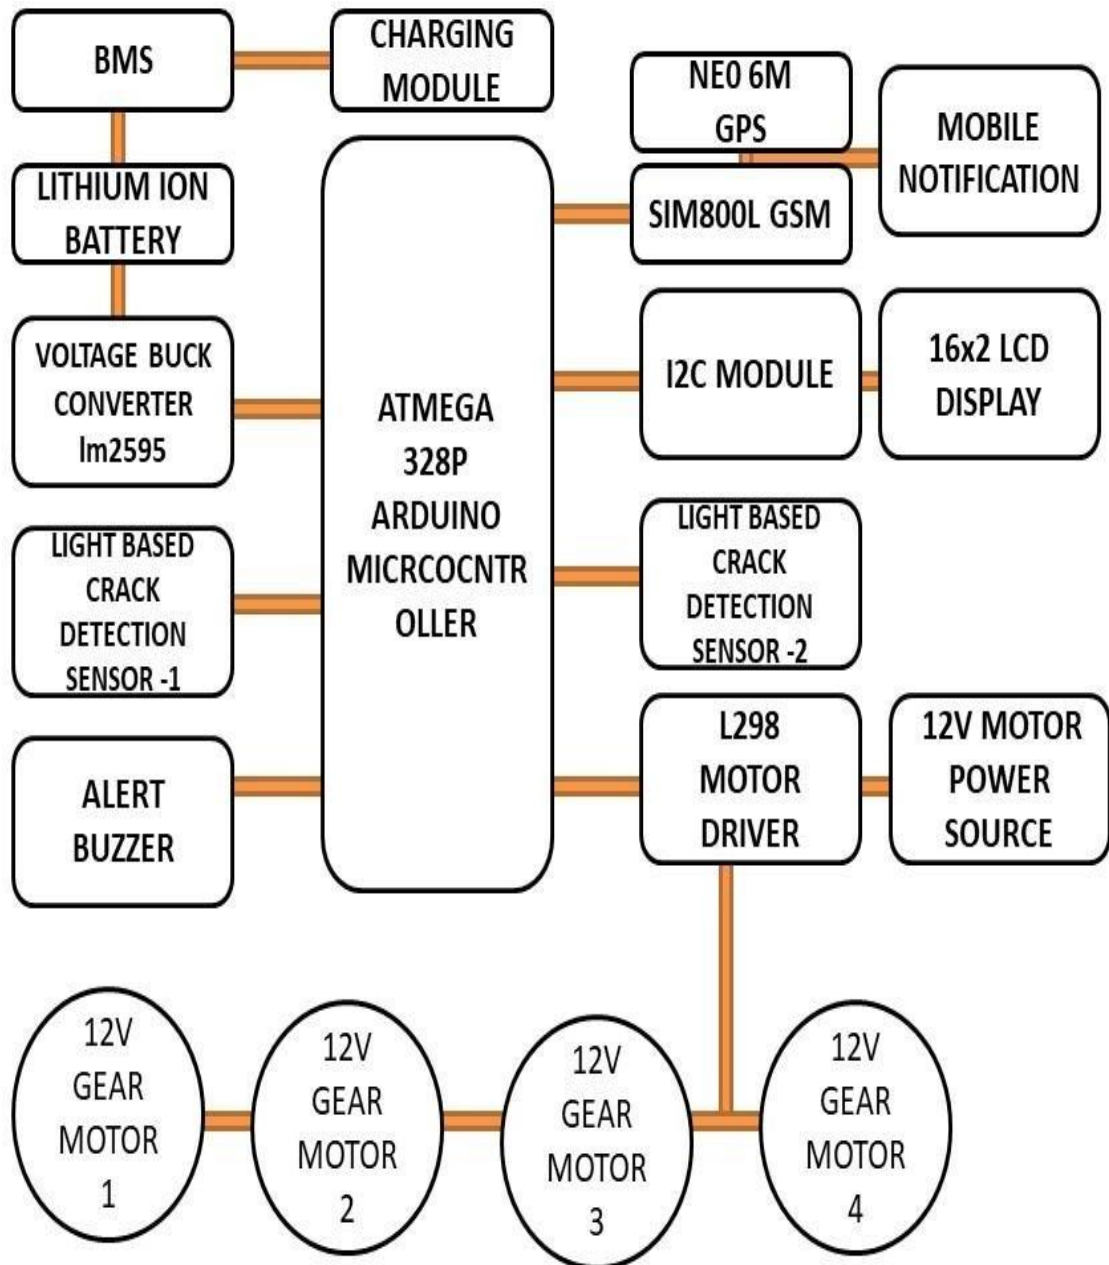 BMS
CHARGING
MODULE
NE0 6M
GPS
MOBILE
NOTIFICATION
LITHIUM ION
BATTERY
SIM800L GSM
VOLTAGE BUCK
CONVERTER
lm2595
ATMEGA
328P
ARDUINO
MICRCOCNTR
OLLER
I2C MODULE
16x2 LCD
DISPLAY
LIGHT BASED
CRACK
DETECTION
SENSOR -1
LIGHT BASED
CRACK
DETECTION
SENSOR -2
ALERT
BUZZER
L298
MOTOR
DRIVER
12V MOTOR
POWER
SOURCE
12V
GEAR
MOTOR
1
12V
GEAR
MOTOR
2
12V
GEAR
MOTOR
3
12V
GEAR
MOTOR
4